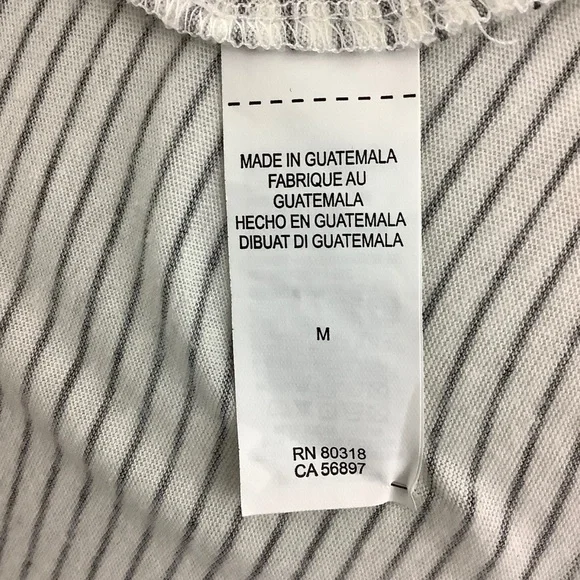 MADE IN GUATEMALA
FABRIQUE AU
GUATEMALA
HECHO EN GUATEMALA
DIBUAT DI GUATEMALA
M
RN 80318
CA 56897